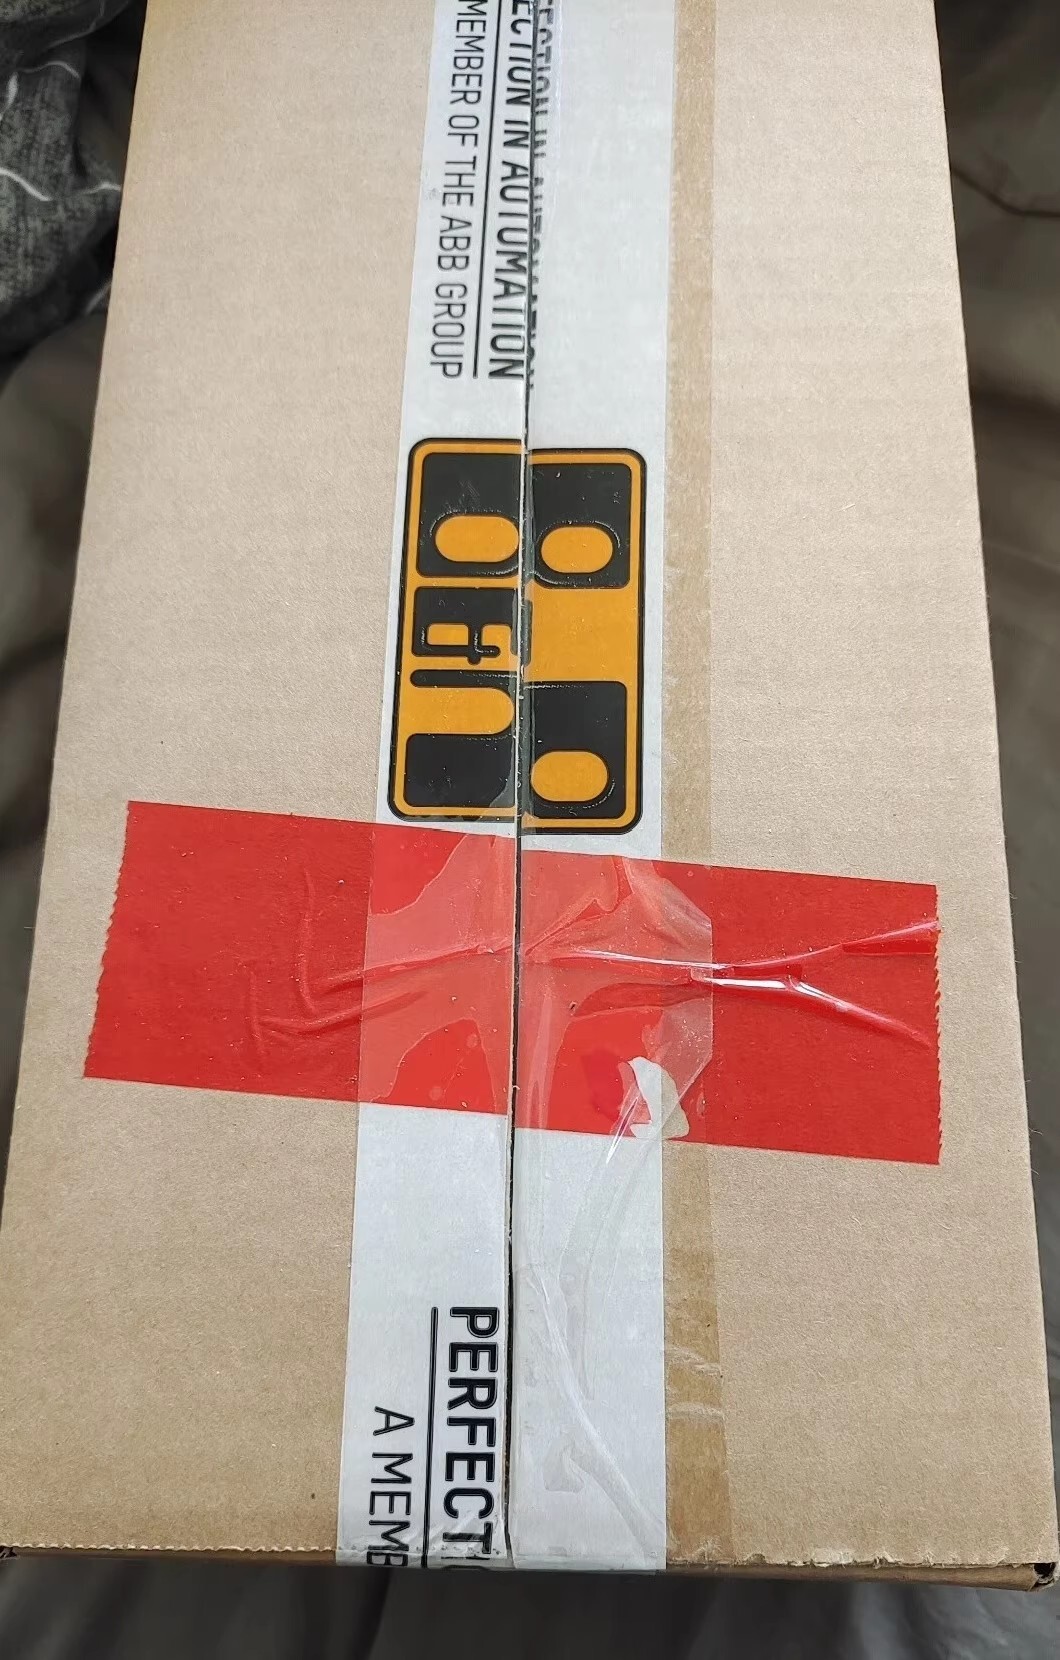 ECTION IN AUTOMATION
MEMBER OF THE ABB GROUP
PERFECT
A MEMB